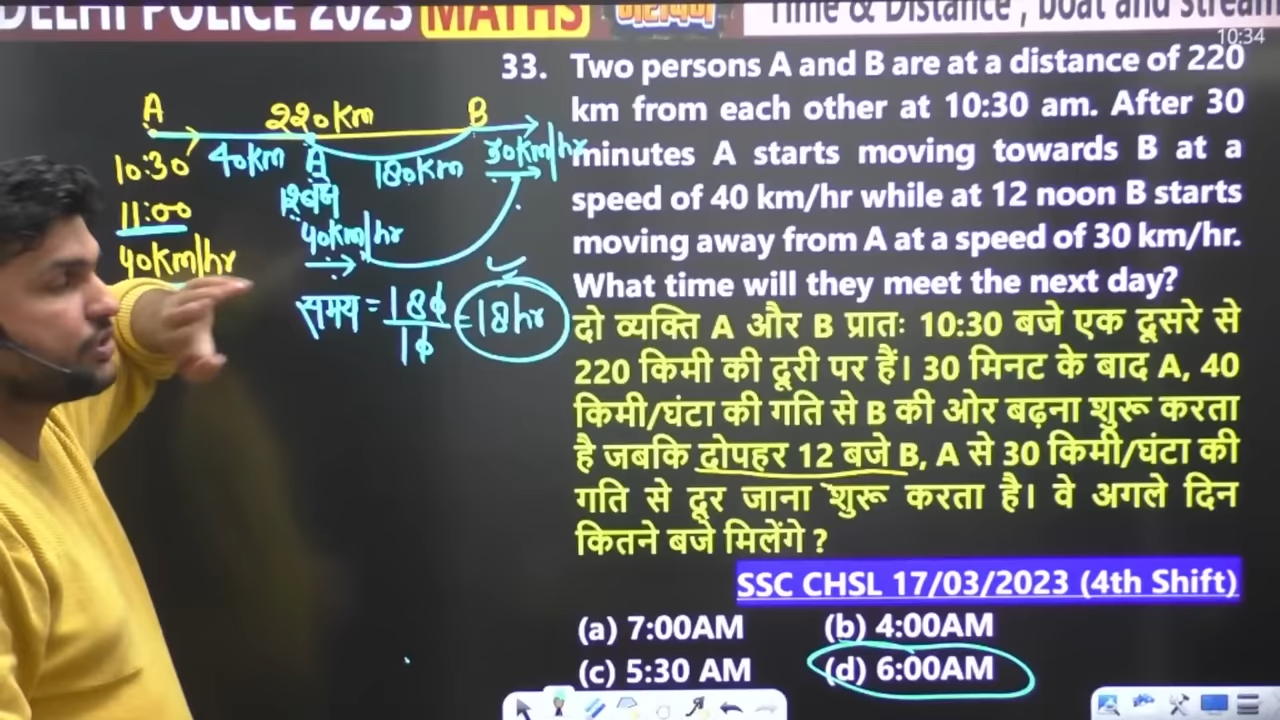 DELHI POLICE 2023 MATHS महापर्व Time & Distance , boat and stream
10:34
33. Two persons A and B are at a distance of 220
km from each other at 10:30 am. After 30
minutes A starts moving towards B at a
speed of 40 km/hr while at 12 noon B starts
moving away from A at a speed of 30 km/hr.
What time will they meet the next day?
दो व्यक्ति A और B प्रातः 10:30 बजे एक दूसरे से
220 किमी की दूरी पर हैं। 30 मिनट के बाद A, 40
किमी/घंटा की गति से B की ओर बढ़ना शुरू करता
है जबकि दोपहर 12 बजे B, A से 30 किमी/घंटा की
गति से दूर जाना शुरू करता है। वे अगले दिन
कितने बजे मिलेंगे ?
SSC CHSL 17/03/2023 (4th Shift)
(a) 7:00AM (b) 4:00AM
(c) 5:30 AM (d) 6:00AM
A 220km B
10:30 40km A 180km 30km/hr
11:00
40km/hr 40km/hr
समय = 180/10 = 18hr